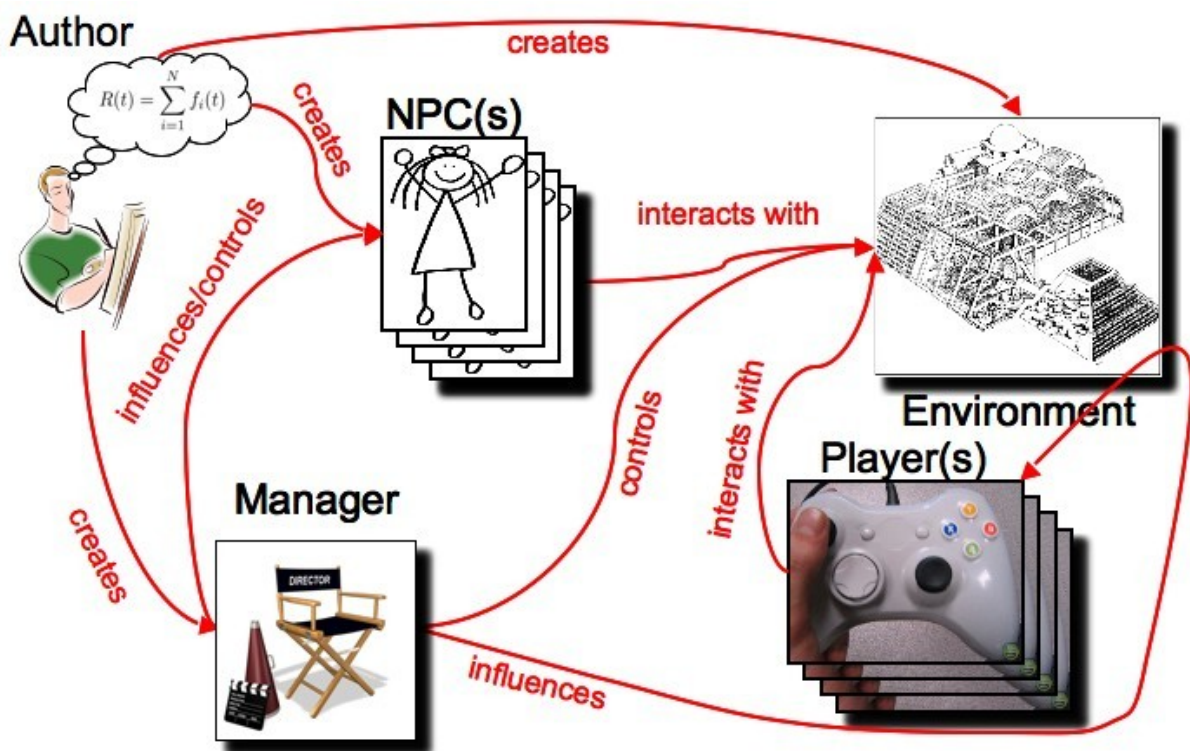 Author
creates
R(t) = \sum_{i=1}^{N} f_i(t)
creates
NPC(s)
interacts with
influences/controls
controls
interacts with
Environment
Player(s)
Manager
creates
DIRECTOR
influences
Y
X
B
A